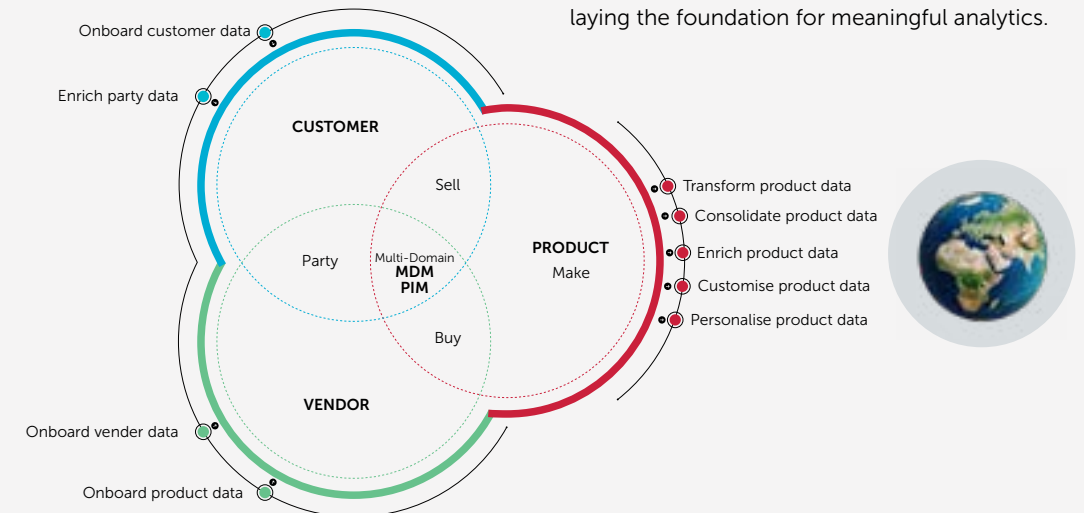 laying the foundation for meaningful analytics.
Onboard customer data
Enrich party data
CUSTOMER
Sell
Party
Multi-Domain
MDM
PIM
PRODUCT
Make
Buy
VENDOR
Transform product data
Consolidate product data
Enrich product data
Customise product data
Personalise product data
Onboard vender data
Onboard product data